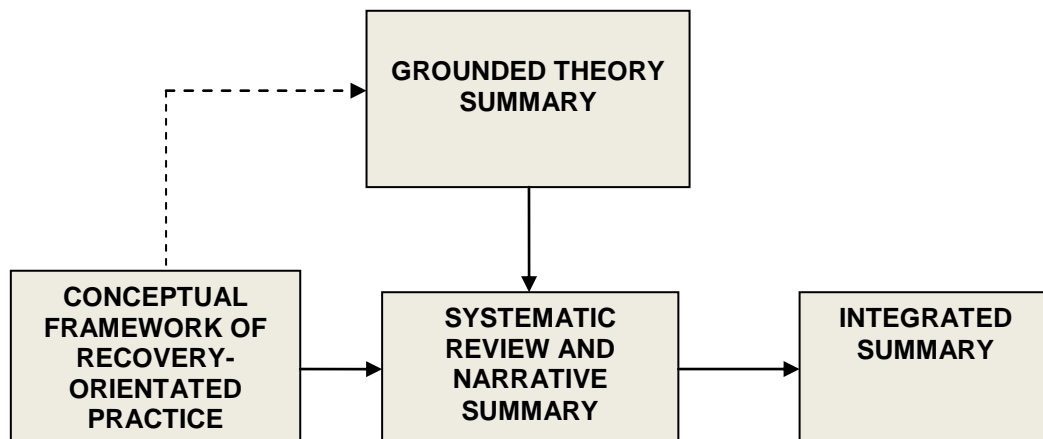 GROUNDED THEORY
SUMMARY
CONCEPTUAL
FRAMEWORK OF
RECOVERY-
ORIENTATED
PRACTICE
SYSTEMATIC
REVIEW AND
NARRATIVE
SUMMARY
INTEGRATED
SUMMARY